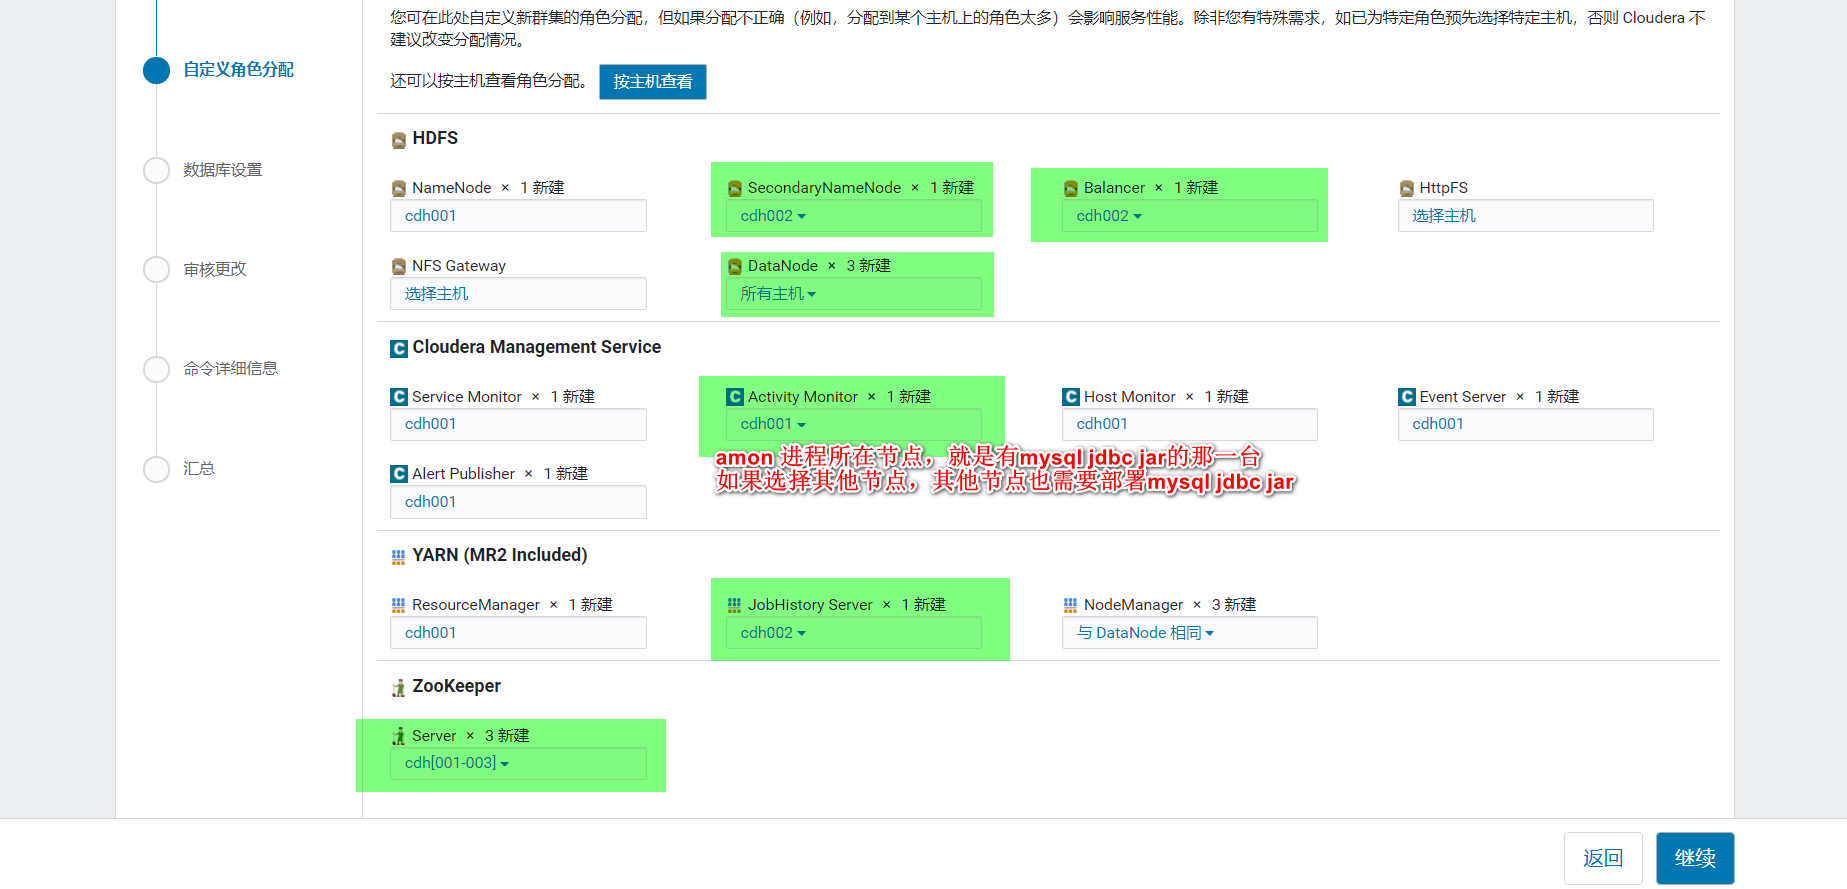 您可在此处自定义新群集的角色分配，但如果分配不正确（例如，分配到某个主机上的角色太多）会影响服务性能。除非您有特殊需求，如已为特定角色预先选择特定主机，否则 Cloudera 不
建议改变分配情况。
自定义角色分配
还可以按主机查看角色分配。 按主机查看
HDFS
数据库设置
NameNode × 1 新建 SecondaryNameNode × 1 新建 Balancer × 1 新建 HttpFS
cdh001 cdh002 cdh002 选择主机
审核更改
NFS Gateway DataNode × 3 新建
选择主机 所有主机
Cloudera Management Service
命令详细信息
Service Monitor × 1 新建 Activity Monitor × 1 新建 Host Monitor × 1 新建 Event Server × 1 新建
cdh001 cdh001 cdh001 cdh001
amon 进程所在节点，就是有mysql jdbc jar的那一台
如果选择其他节点，其他节点也需要部署mysql jdbc jar
汇总
Alert Publisher × 1 新建
cdh001
YARN (MR2 Included)
ResourceManager × 1 新建 JobHistory Server × 1 新建 NodeManager × 3 新建
cdh001 cdh002 与 DataNode 相同
ZooKeeper
Server × 3 新建
cdh[001-003]
返回 继续